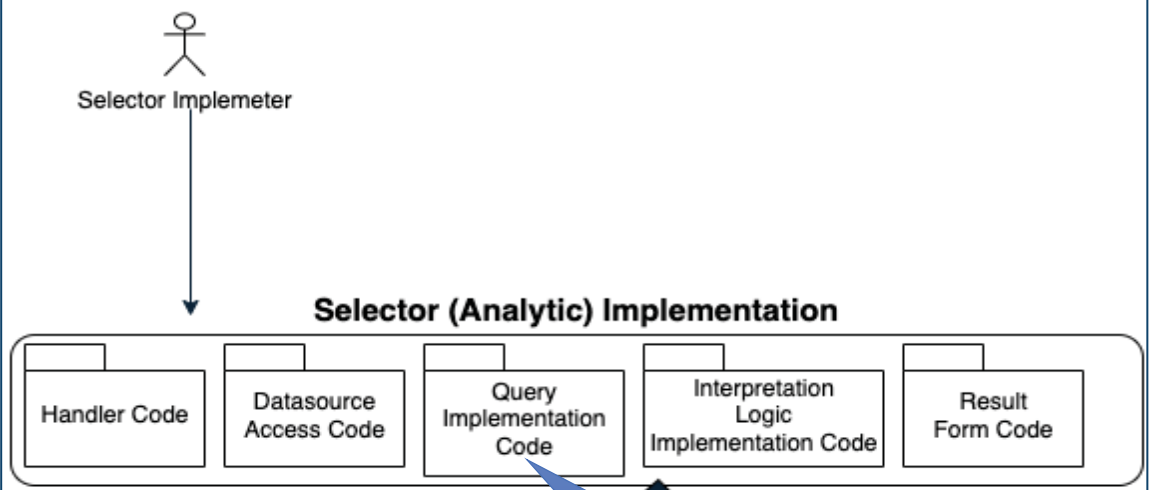 Selector Implemeter
Selector (Analytic) Implementation
Handler Code
Datasource
Access Code
Query
Implementation
Code
Interpretation
Logic
Implementation Code
Result
Form Code